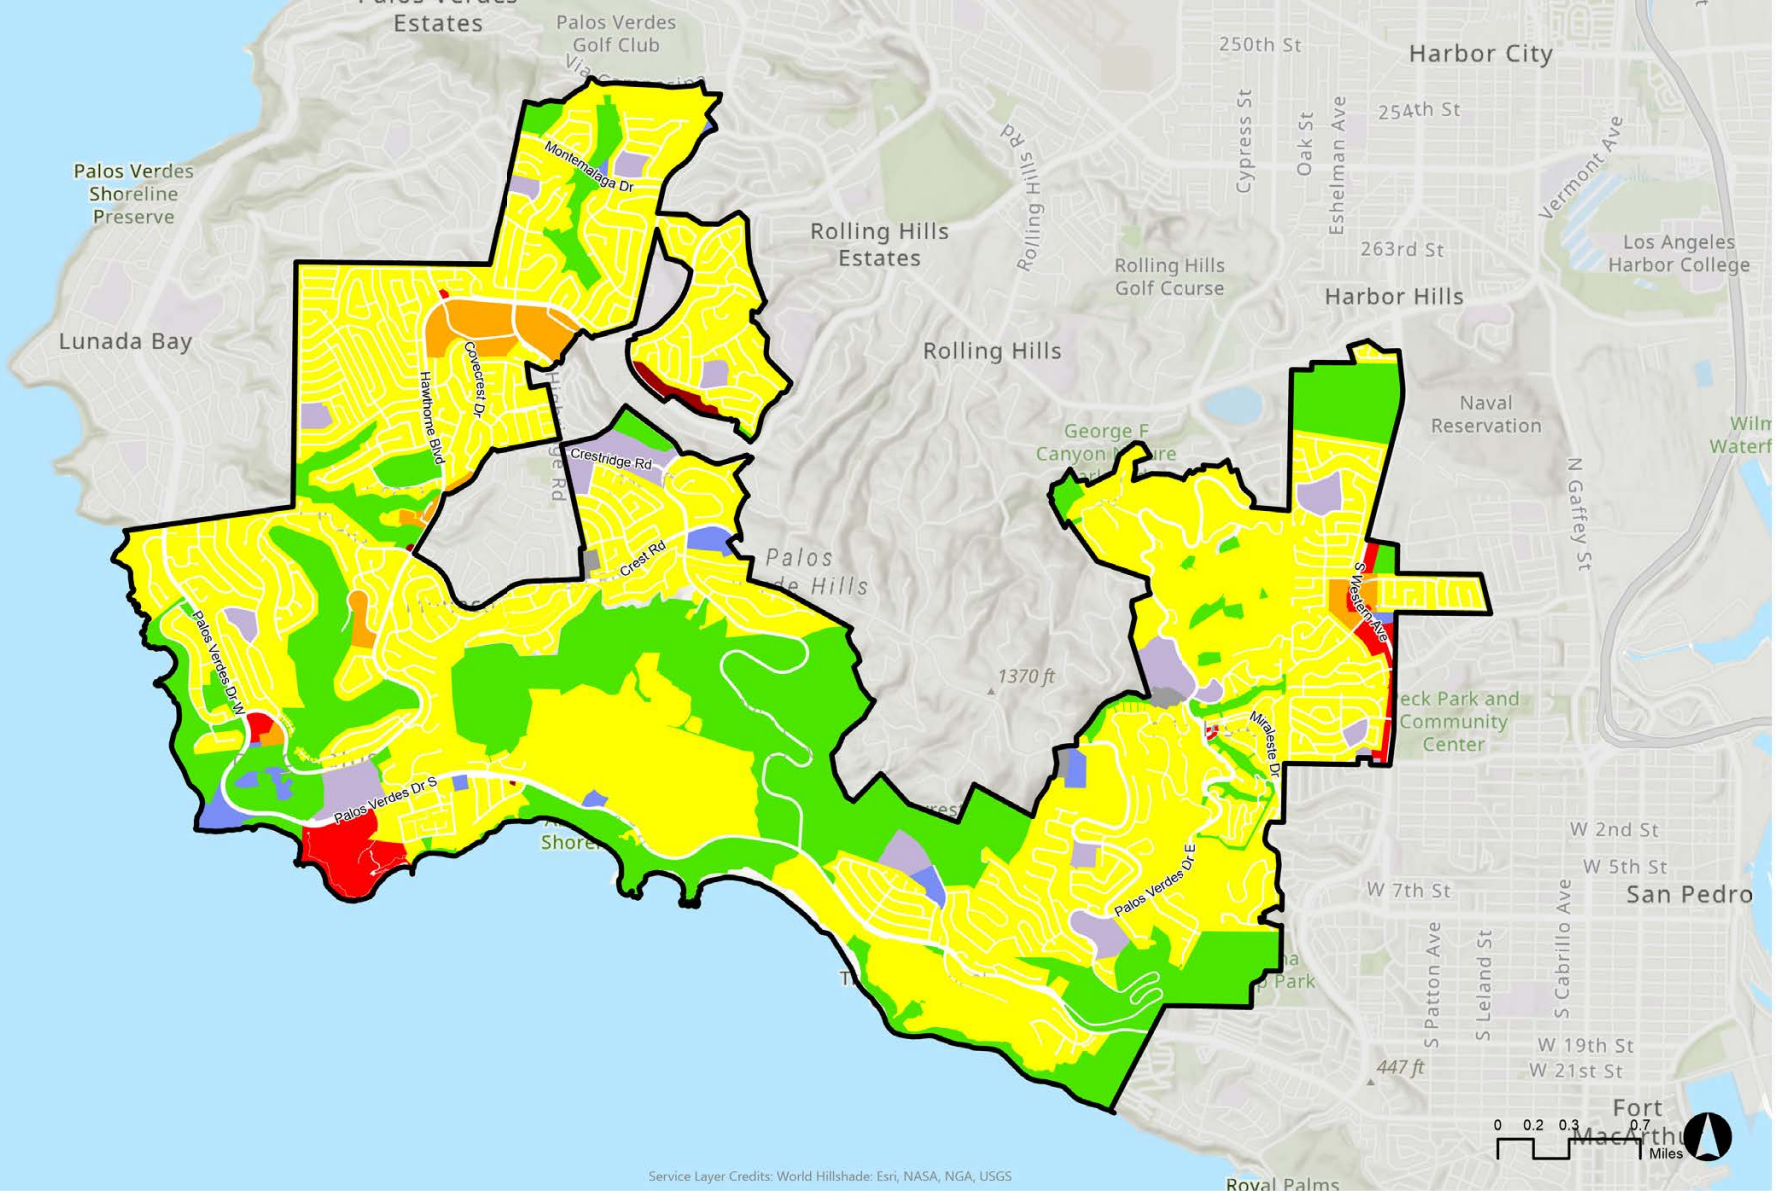 Estates
Palos Verdes
Golf Club
250th St
Harbor City
Cypress St
Oak St
Eshelman Ave
254th St
Vermont Ave
Rolling Hills Rd
Montemalaga Dr
Palos Verdes
Shoreline
Preserve
Rolling Hills
Estates
263rd St
Los Angeles
Harbor College
Rolling Hills
Golf Course
Harbor Hills
Lunada Bay
Rolling Hills
Covecrest Dr
Hawthorne Blvd
Naval
Reservation
George F
Canyon
Crestridge Rd
N Gaffey St
Crest Rd
Palos
Hills
S Western Ave
Palos Verdes Dr W
1370 ft
Miraleste Dr
Park and
Community
Center
Palos Verdes Dr S
W 2nd St
W 5th St
W 7th St
San Pedro
Palos Verdes Dr E
S Patton Ave
S Leland St
S Cabrillo Ave
Park
W 19th St
W 21st St
447 ft
Fort
0 0.2 0.3 0.7
Miles
Service Layer Credits: World Hillshade: Esri, NASA, NGA, USGS
Royal Palms